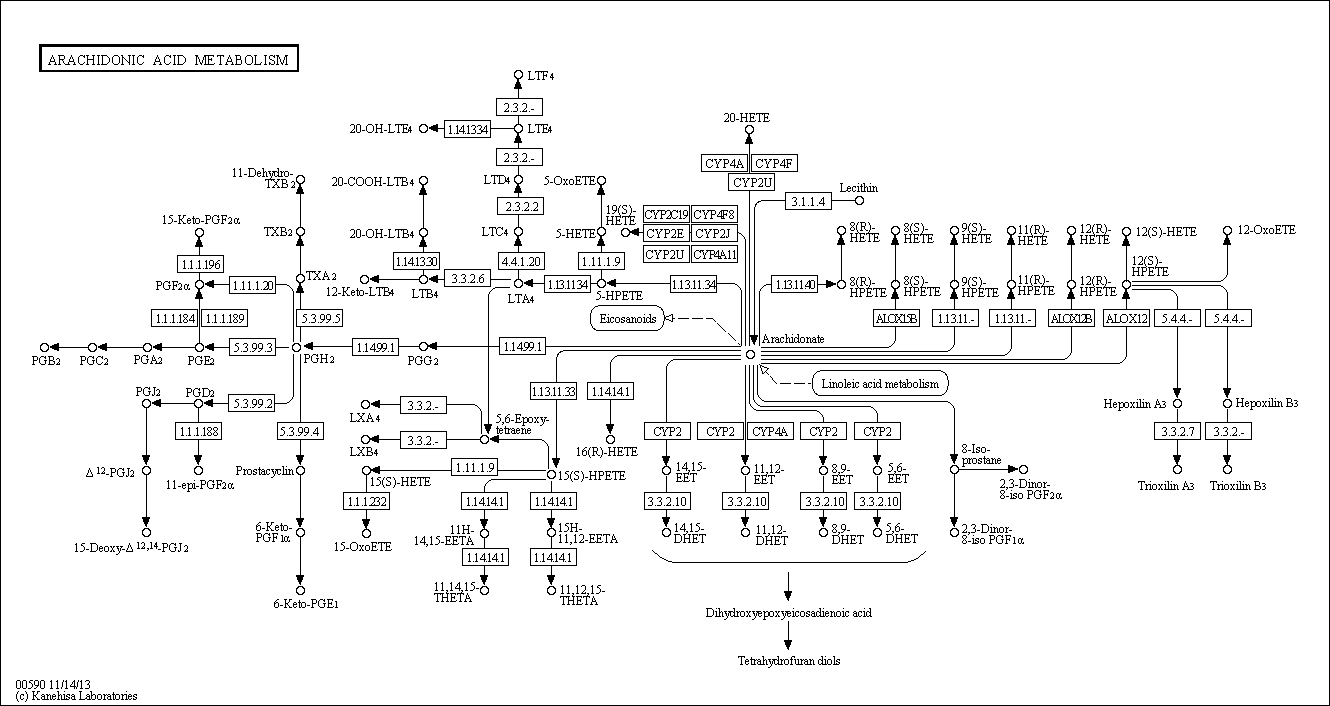 ARACHIDONIC ACID METABOLISM
LTF4
2.3.2.-
20-OH-LTE4
1.14.13.34
LTE4
20-HETE
2.3.2.-
CYP4A
CYP4F
CYP2U
11-Dehydro-
TXB2
20-COOH-LTB4
LTD4
5-OxoETE
Lecithin
3.1.1.4
2.3.2.2
15-Keto-PGF2α
19(S)-
HETE
CYP2C19
CYP4F8
TXB2
20-OH-LTB4
LTC4
5-HETE
CYP2E
CYP2J
CYP2U
CYP4A11
8(R)-
HETE
8(S)-
HETE
9(S)-
HETE
11(R)-
HETE
12(R)-
HETE
12(S)-HETE
12-OxoETE
1.1.1.196
1.14.13.30
4.4.1.20
1.11.1.9
12(S)-
HPETE
PGF2α
1.11.1.20
TXA2
12-Keto-LTB4
LTB4
3.3.2.6
LTA4
1.13.11.34
5-HPETE
1.13.11.34
1.13.11.40
8(R)-
HPETE
8(S)-
HPETE
9(S)-
HPETE
11(R)-
HPETE
12(R)-
HPETE
1.1.1.184
1.1.1.189
5.3.99.5
Eicosanoids
ALOX15B
1.13.11.-
1.13.11.-
ALOX12B
ALOX12
5.4.4.-
5.4.4.-
Arachidonate
PGB2
PGC2
PGA2
PGE2
5.3.99.3
PGH2
1.14.99.1
PGG2
1.14.99.1
Linoleic acid metabolism
PGJ2
PGD2
5.3.99.2
1.13.11.33
1.14.14.1
LXA4
3.3.2.-
5,6-Epoxy-
tetraene
Hepoxilin A3
Hepoxilin B3
1.1.1.188
5.3.99.4
LXB4
3.3.2.-
16(R)-HETE
CYP2
CYP2
CYP4A
CYP2
CYP2
3.3.2.7
3.3.2.-
8-Iso-
prostane
Δ12-PGJ2
11-epi-PGF2α
Prostacyclin
15(S)-HETE
1.11.1.9
15(S)-HPETE
14,15-
EET
11,12-
EET
8,9-
EET
5,6-
EET
2,3-Dinor-
8-iso PGF2α
Trioxilin A3
Trioxilin B3
1.1.1.232
1.14.14.1
1.14.14.1
3.3.2.10
3.3.2.10
3.3.2.10
3.3.2.10
15-Deoxy-Δ12,14-PGJ2
6-Keto-
PGF1α
15-OxoETE
11H-
14,15-EETA
15H-
11,12-EETA
14,15-
DHET
11,12-
DHET
8,9-
DHET
5,6-
DHET
2,3-Dinor-
8-iso PGF1α
1.14.14.1
1.14.14.1
6-Keto-PGE1
11,14,15-
THETA
11,12,15-
THETA
Dihydroxyepoxyeicosadienoic acid
Tetrahydrofuran diols
00590 11/14/13
(c) Kanehisa Laboratories